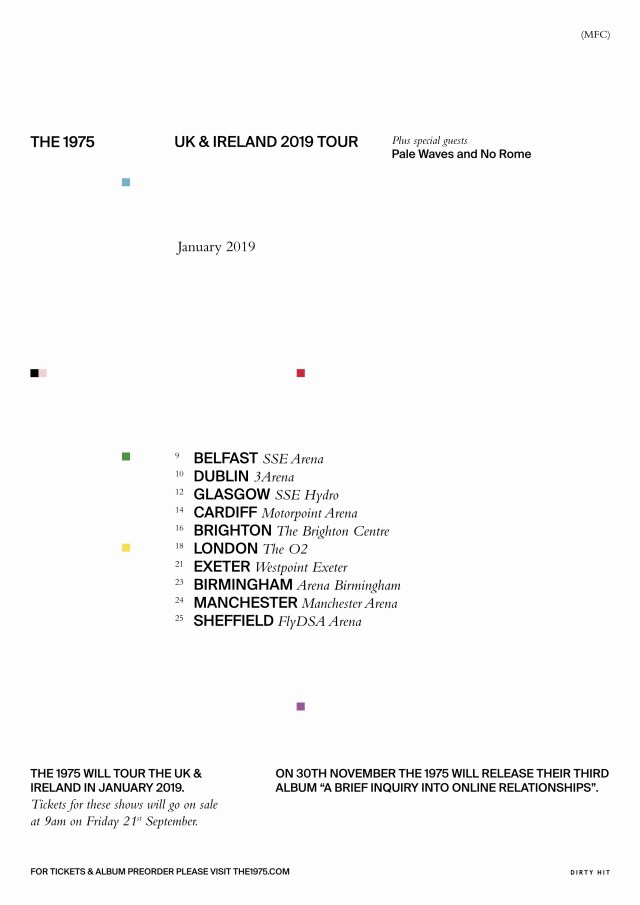 (MFC)
THE 1975
UK & IRELAND 2019 TOUR
Plus special guests
Pale Waves and No Rome
January 2019
9 BELFAST SSE Arena
10 DUBLIN 3Arena
12 GLASGOW SSE Hydro
14 CARDIFF Motorpoint Arena
16 BRIGHTON The Brighton Centre
18 LONDON The O2
21 EXETER Westpoint Exeter
23 BIRMINGHAM Arena Birmingham
24 MANCHESTER Manchester Arena
25 SHEFFIELD FlyDSA Arena
THE 1975 WILL TOUR THE UK &
IRELAND IN JANUARY 2019.
Tickets for these shows will go on sale
at 9am on Friday 21st September.
ON 30TH NOVEMBER THE 1975 WILL RELEASE THEIR THIRD
ALBUM “A BRIEF INQUIRY INTO ONLINE RELATIONSHIPS”.
FOR TICKETS & ALBUM PREORDER PLEASE VISIT THE1975.COM
DIRTY HIT